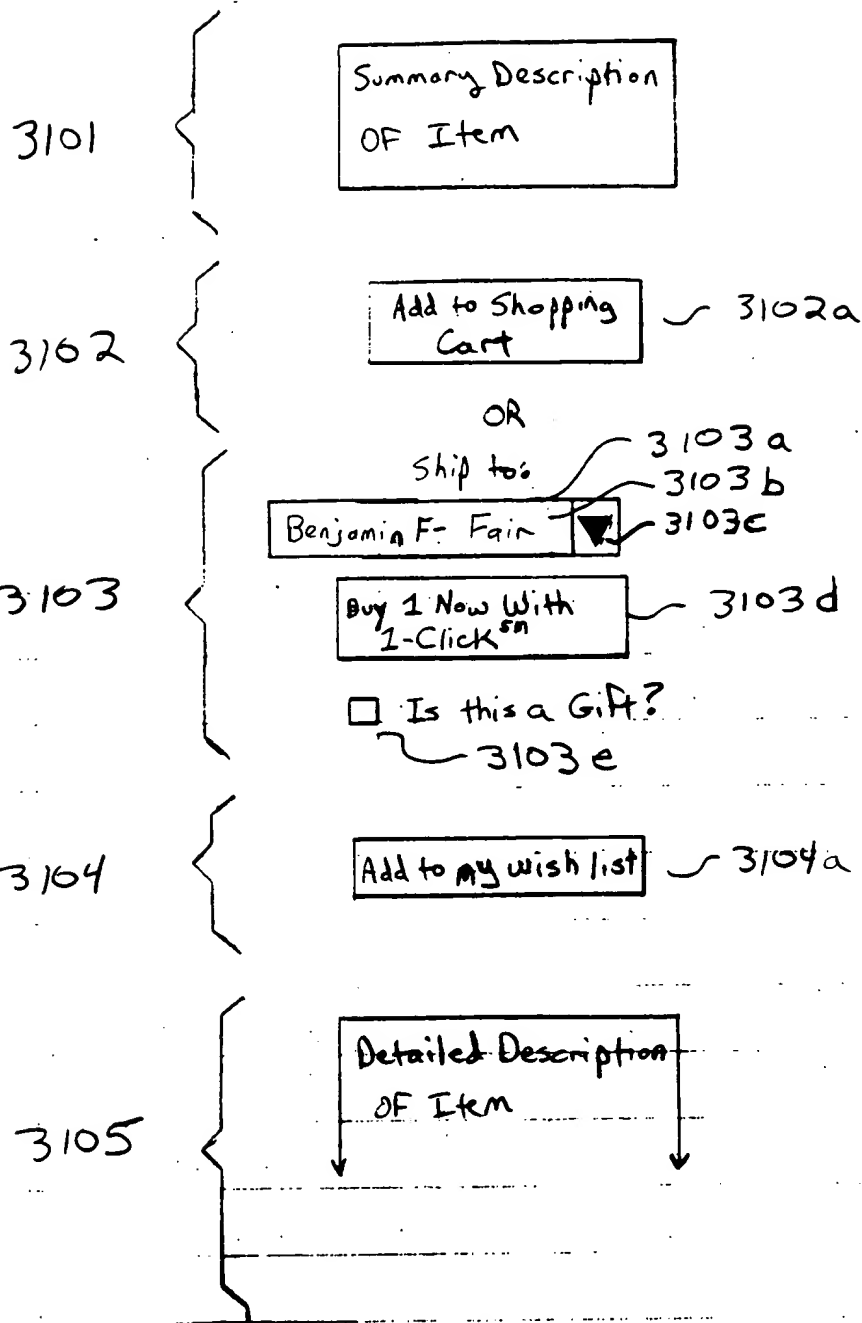 3101
Summary Description
OF Item
3102
Add to Shopping
Cart
3102a
OR
Ship to:
3103a
3103b
3103c
Benjamin F- Fair
3103
Buy 1 Now With
1-Click sm
3103d
Is this a Gift?
3103e
3104
Add to my wish list
3104a
3105
Detailed Description
OF Item